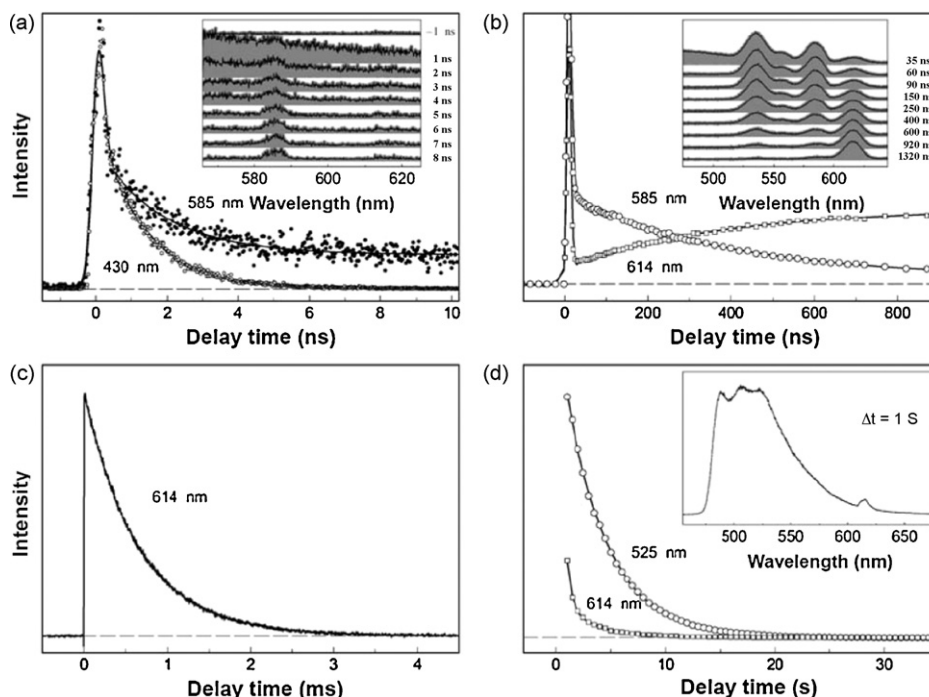 (a)
Intensity
−1 ns
1 ns
2 ns
3 ns
4 ns
5 ns
6 ns
7 ns
8 ns
580 600 620
585 nm Wavelength (nm)
430 nm
0 2 4 6 8 10
Delay time (ns)
(b)
Intensity
35 ns
60 ns
90 ns
150 ns
250 ns
400 ns
600 ns
920 ns
1320 ns
500 550 600
585 nm Wavelength (nm)
614 nm
0 200 400 600 800
Delay time (ns)
(c)
Intensity
614 nm
0 1 2 3 4
Delay time (ms)
(d)
Intensity
Δt = 1 S
500 550 600 650
Wavelength (nm)
525 nm
614 nm
0 10 20 30
Delay time (s)